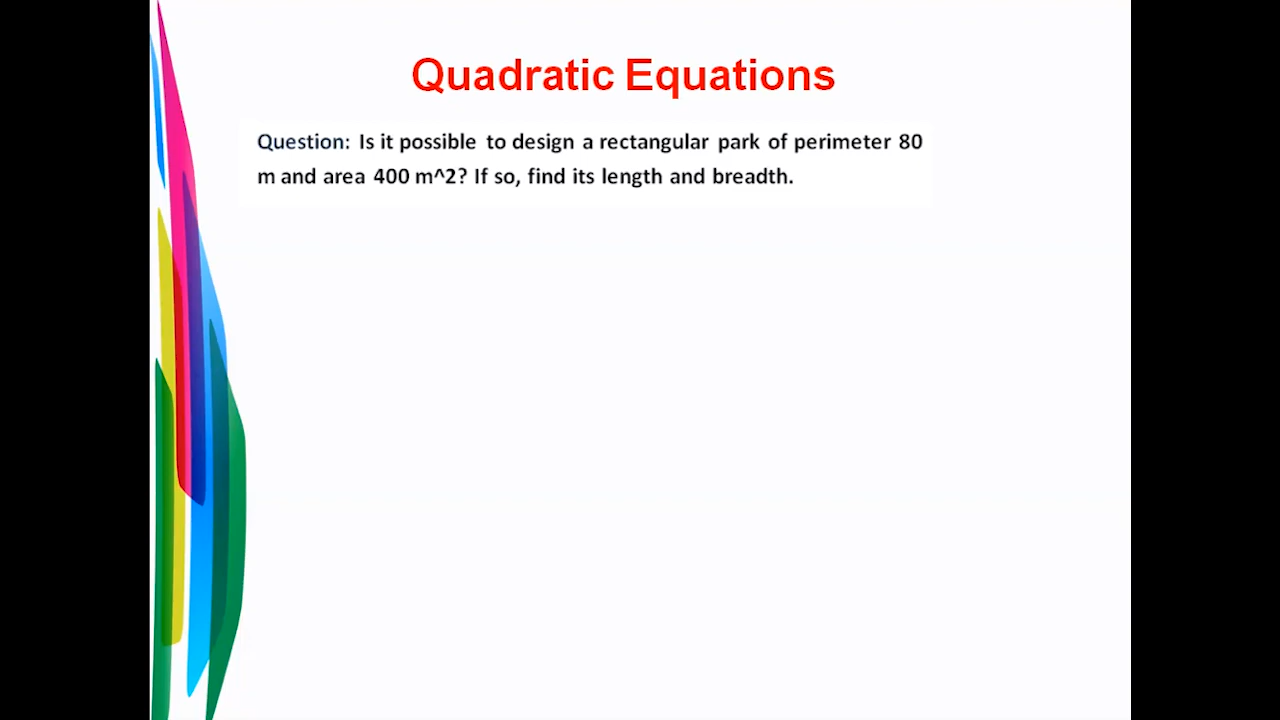 Quadratic Equations
Question: Is it possible to design a rectangular park of perimeter 80
m and area 400 m^2? If so, find its length and breadth.